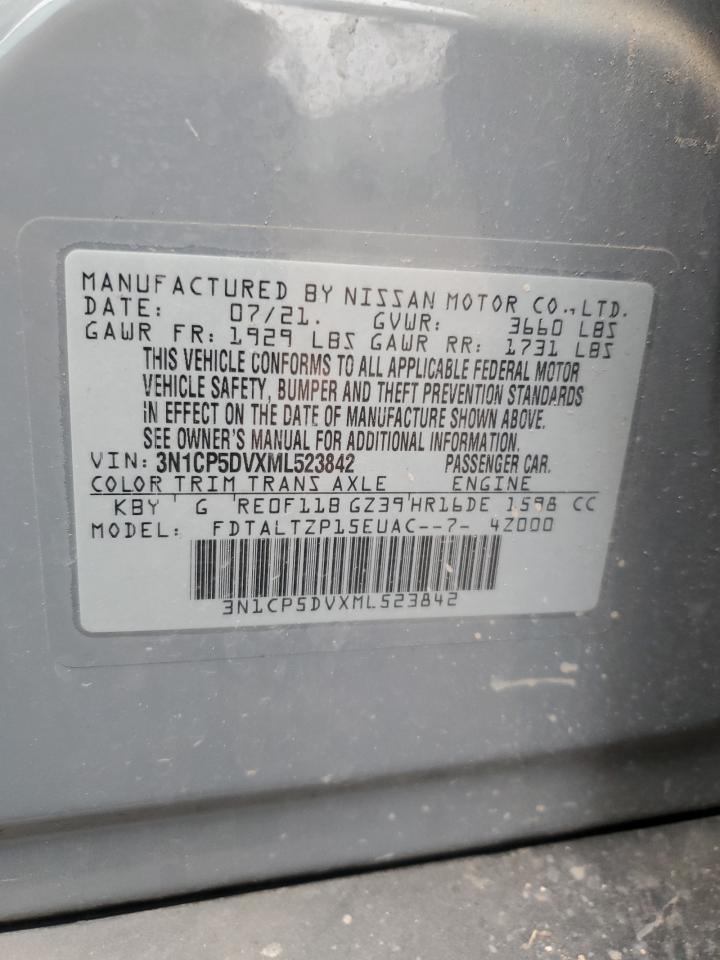 MANUFACTURED BY NISSAN MOTOR CO., LTD.
DATE: 07/21. GVWR: 3660 LBS
GAWR FR: 1929 LBS GAWR RR: 1731 LBS
THIS VEHICLE CONFORMS TO ALL APPLICABLE FEDERAL MOTOR
VEHICLE SAFETY, BUMPER AND THEFT PREVENTION STANDARDS
IN EFFECT ON THE DATE OF MANUFACTURE SHOWN ABOVE.
SEE OWNER'S MANUAL FOR ADDITIONAL INFORMATION.
VIN: 3N1CP5DVXML523842 PASSENGER CAR.
COLOR TRIM TRANS AXLE ENGINE
KBY ' G ' RE0F11B GZ39 ' HR16DE 1598 CC
MODEL: FDTALTZP15EUAC--7- 4Z000
3N1CP5DVXML523842